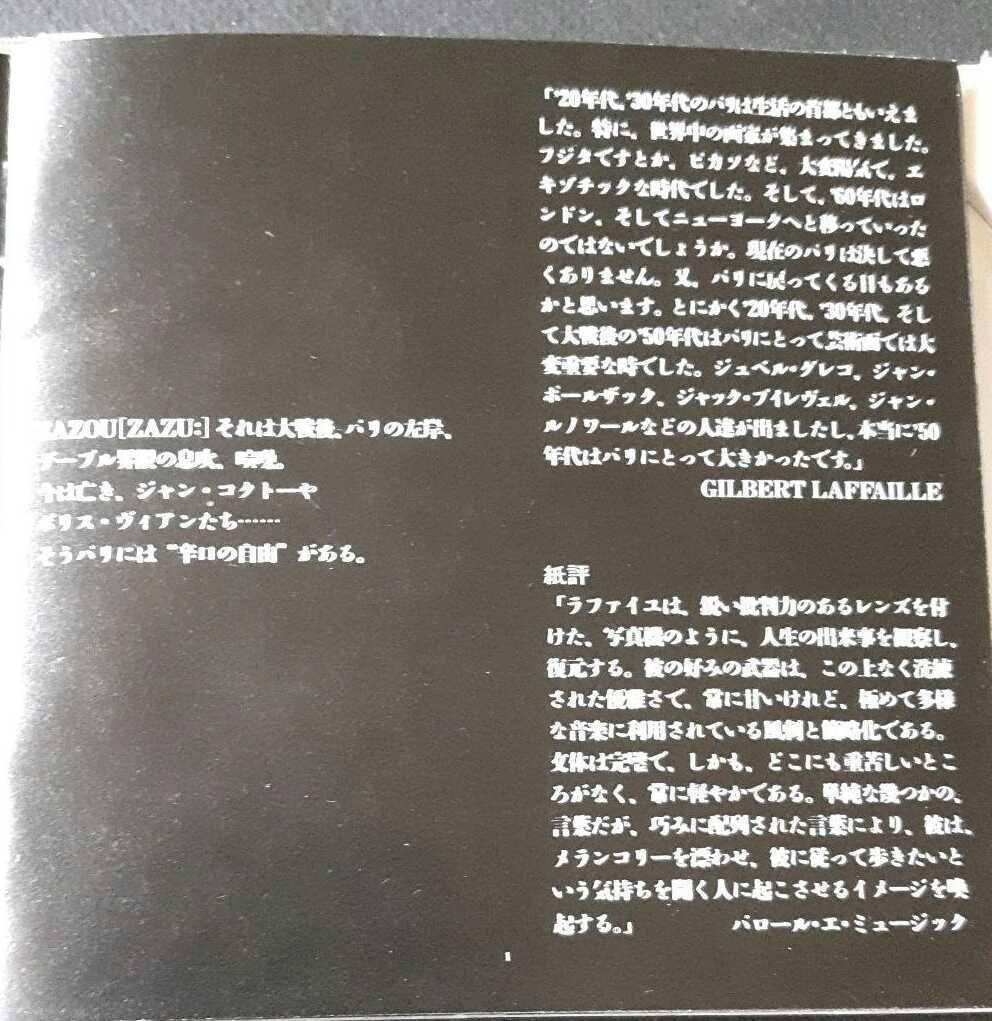 ZAZOU[ZAZU:]それは大戦後、パリの左岸、
の息吹、喧噪。
今は亡き、ジャン・コクトーや
ボリス・ヴィアンたち……
そうパリには“辛口の自由”がある。
「'20年代、'30年代のパリは生活の首都ともいえま
した。特に、世界中の画家が集まってきました。
フジタですとか、ピカソなど、大変陽気で、エ
キゾチックな時代でした。そして、'60年代はロ
ンドン、そしてニューヨークへと移っていった
のではないでしょうか。現在のパリは決して悪
くありません。又、パリに戻ってくる日もある
かと思います。とにかく'20年代、'30年代、そし
て大戦後の'50年代はパリにとって芸術面では大
変重要な時でした。ジュベル・グレコ、ジャン・
ポールザック、ジャック・プイレヴェル、ジャン・
ルノワールなどの人達が出ましたし、本当に'50
年代はパリにとって大きかったです。」
GILBERT LAFFAILLE
紙評
「ラファイユは、鋭い批判力のあるレンズを付
けた、写真機のように、人生の出来事を観察し、
復元する。彼の好みの武器は、この上なく洗練
された優雅さで、常に甘いけれど、極めて多様
な音楽に利用されている風刺と簡略化である。
文体は完璧で、しかも、どこにも重苦しいとこ
ろがなく、常に軽やかである。単純な幾つかの、
言葉だが、巧みに配列された言葉により、彼は、
メランコリーを漂わせ、彼に従って歩きたいと
いう気持ちを聞く人に起こさせるイメージを喚
起する。」 パロール・エ・ミュージック
1